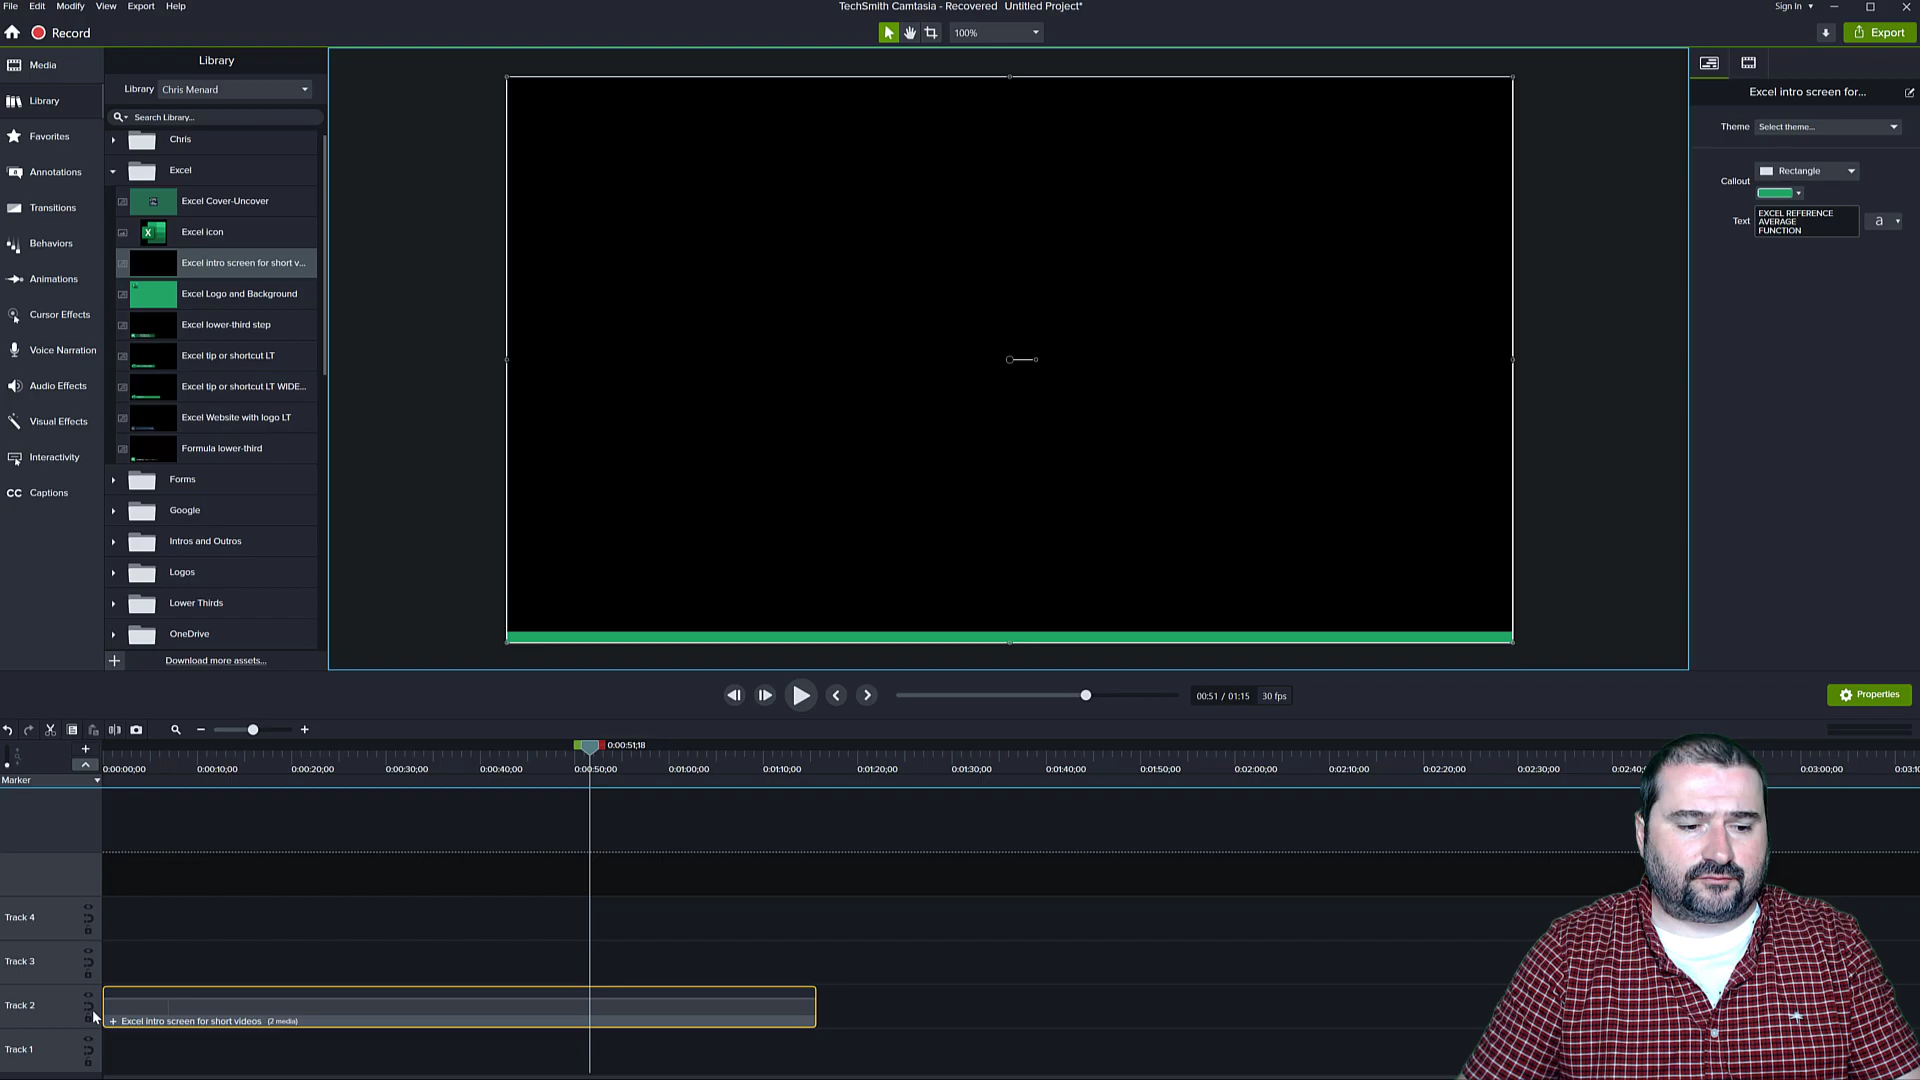 File Edit Modify View Export Help
TechSmith Camtasia - Recovered Untitled Project*
Sign In
Record
100%
Export
Media
Library
Favorites
Annotations
Transitions
Behaviors
Animations
Cursor Effects
Voice Narration
Audio Effects
Visual Effects
Interactivity
CC Captions
Library
Library Chris Menard
Search Library...
Chris
Excel
Excel Cover-Uncover
Excel icon
Excel intro screen for short v...
Excel Logo and Background
Excel lower-third step
Excel tip or shortcut LT
Excel tip or shortcut LT WIDE...
Excel Website with logo LT
Formula lower-third
Forms
Google
Intros and Outros
Logos
Lower Thirds
OneDrive
Download more assets...
Excel intro screen for...
Theme Select theme...
Callout Rectangle
Text EXCEL REFERENCE
AVERAGE
FUNCTION
a
00:51 / 01:15 30 fps
Properties
0:00:51;18
0:00:00;00 0:00:10;00 0:00:20;00 0:00:30;00 0:00:40;00 0:00:50;00 0:01:00;00 0:01:10;00 0:01:20;00 0:01:30;00 0:01:40;00 0:01:50;00 0:02:00;00 0:02:10;00 0:02:20;00 0:02:30;00 0:02:40 0:03:00;00 0:03:10
Marker
Track 4
Track 3
Track 2
+ Excel intro screen for short videos (2 media)
Track 1